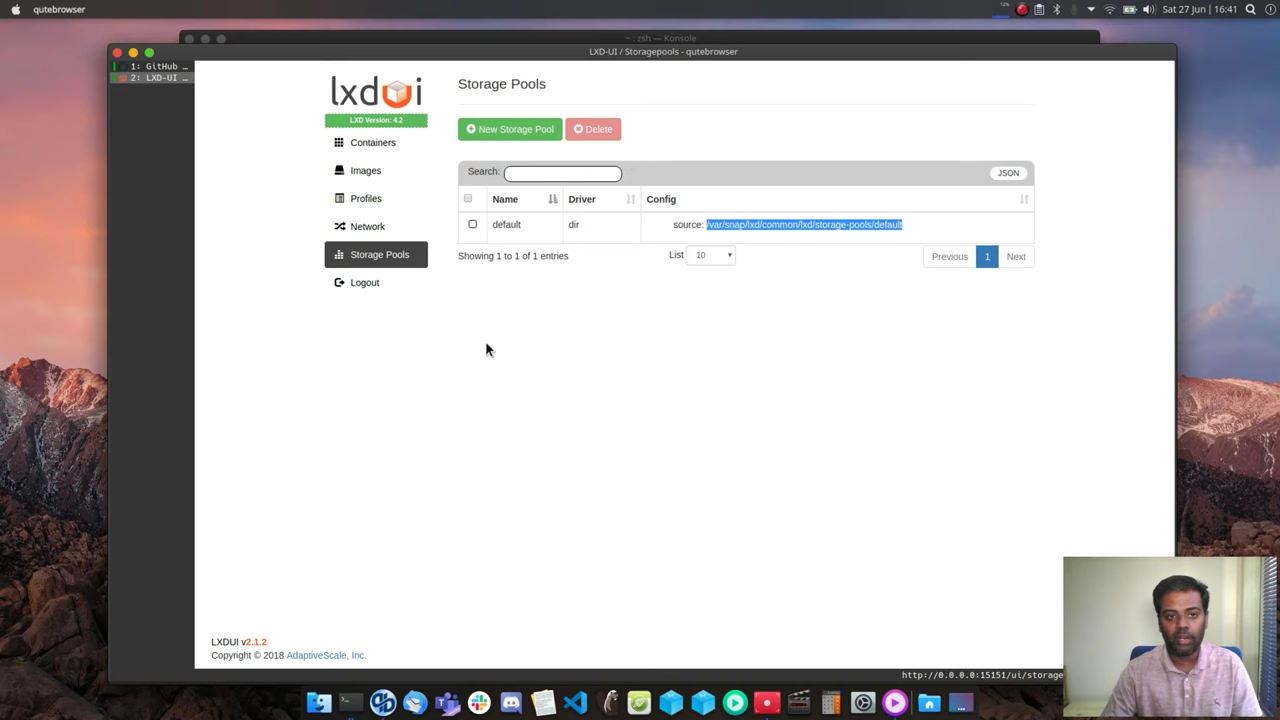 qutebrowser
12%
Sat 27 Jun | 16:41
~ : zsh — Konsole
LXD-UI / Storagepools - qutebrowser
1: GitHub …
2: LXD-UI …
lxdui
LXD Version: 4.2
Containers
Images
Profiles
Network
Storage Pools
Logout
Storage Pools
New Storage Pool
Delete
Search:
JSON
Name
Driver
Config
default
dir
source: /var/snap/lxd/common/lxd/storage-pools/default
Showing 1 to 1 of 1 entries
List
10
Previous
1
Next
LXDUI v2.1.2
Copyright © 2018 AdaptiveScale, Inc.
http://0.0.0.0:15151/ui/storage